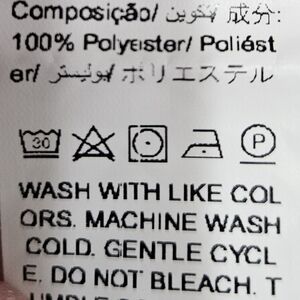 Composição/ تكوين/ 成分:
100% Polyester/ Poliést
er/ بوليستر/ ポリエステル
30 P
WASH WITH LIKE COL
ORS. MACHINE WASH
COLD. GENTLE CYCL
E. DO NOT BLEACH. T